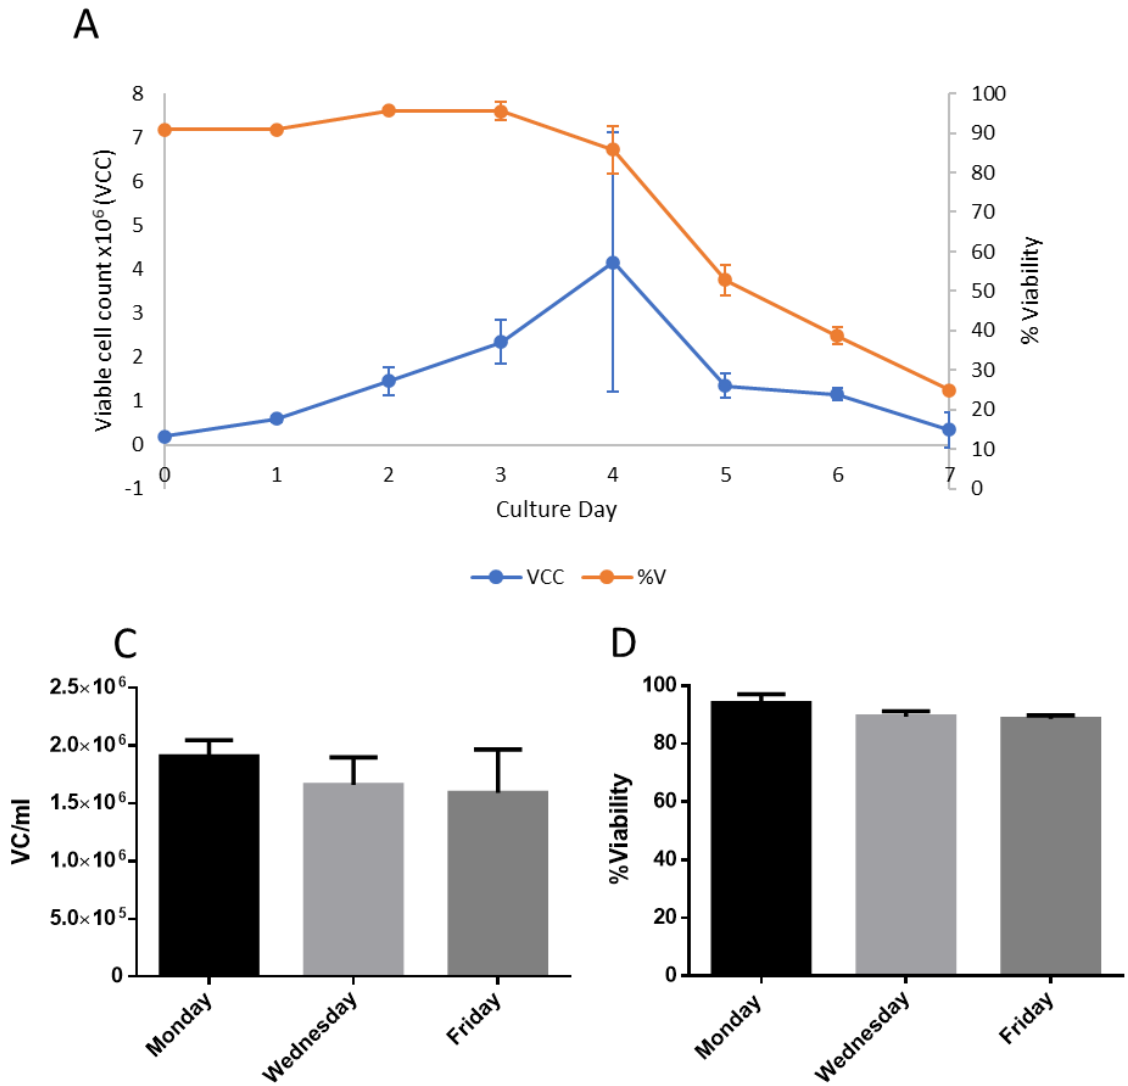 A
8
7
6
5
4
3
2
1
0
-1
Viable cell count x10⁶ (VCC)
100
90
80
70
60
50
40
30
20
10
0
% Viability
0 1 2 3 4 5 6 7
Culture Day
VCC %V
C
2.5×10⁶
2.0×10⁶
1.5×10⁶
1.0×10⁶
5.0×10⁵
0
VC/ml
Monday
Wednesday
Friday
D
100
80
60
40
20
0
%Viability
Monday
Wednesday
Friday